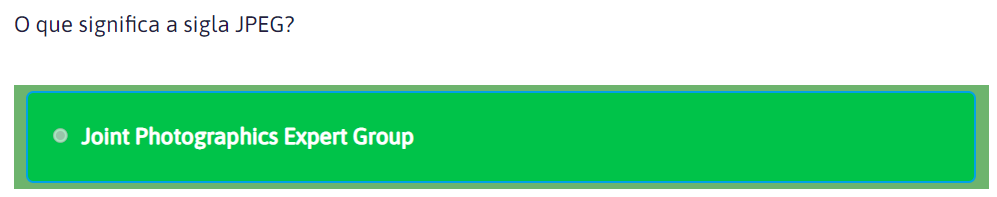 O que significa a sigla JPEG?
Joint Photographics Expert Group